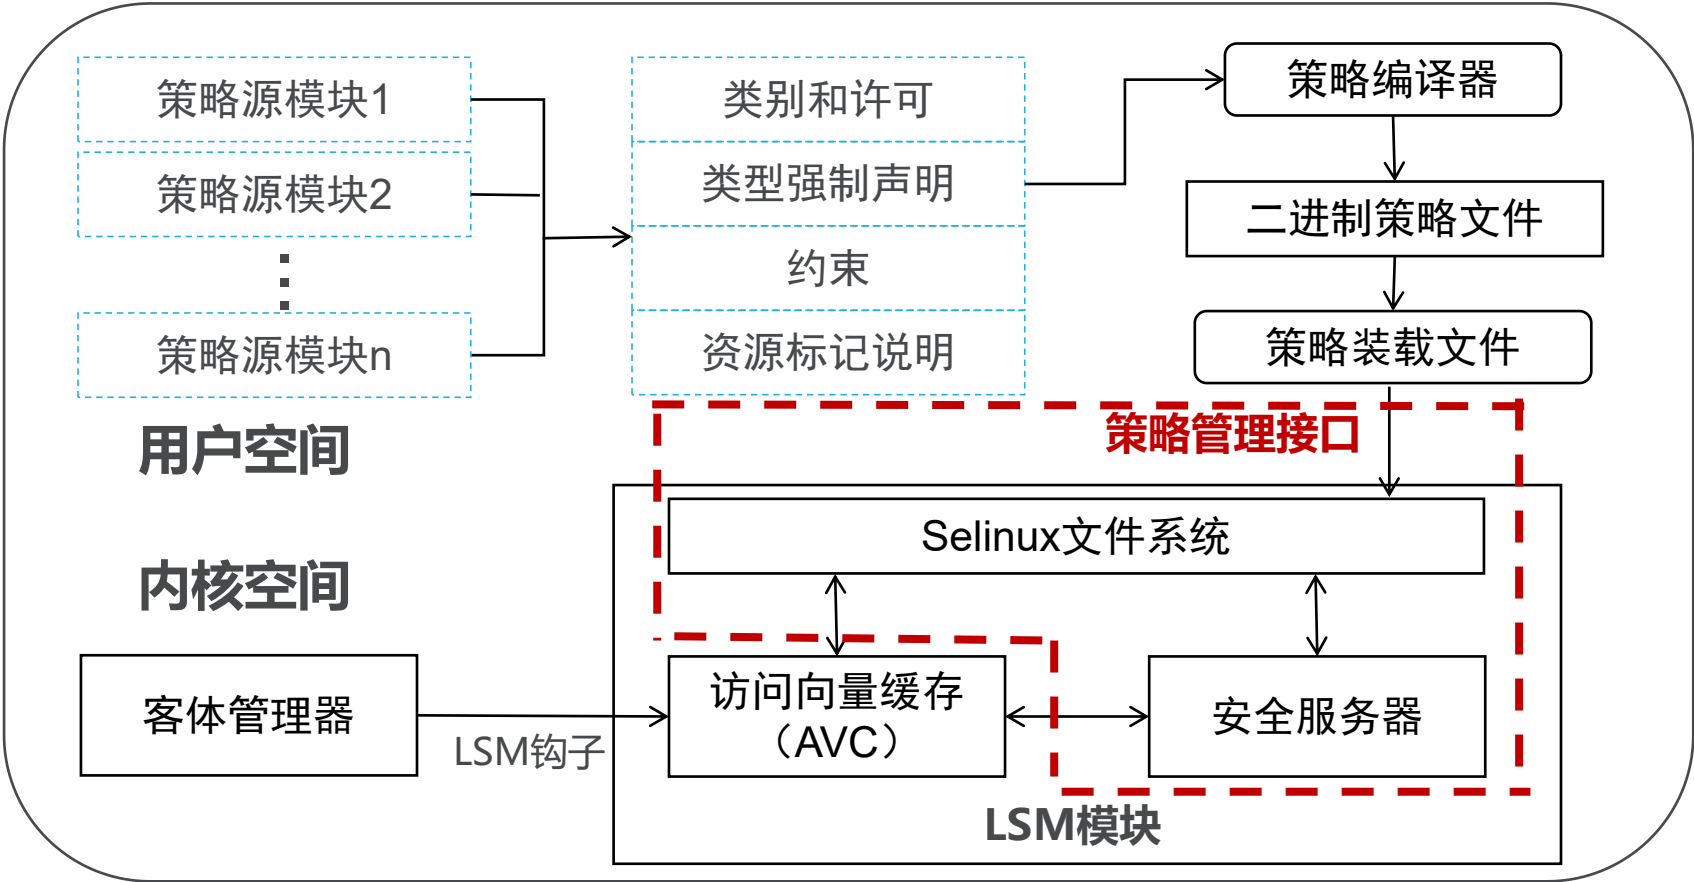 策略源模块1
策略源模块2
策略源模块n
类别和许可
类型强制声明
约束
资源标记说明
策略编译器
二进制策略文件
策略装载文件
用户空间
策略管理接口
Selinux文件系统
内核空间
客体管理器
LSM钩子
访问向量缓存
（AVC）
安全服务器
LSM模块